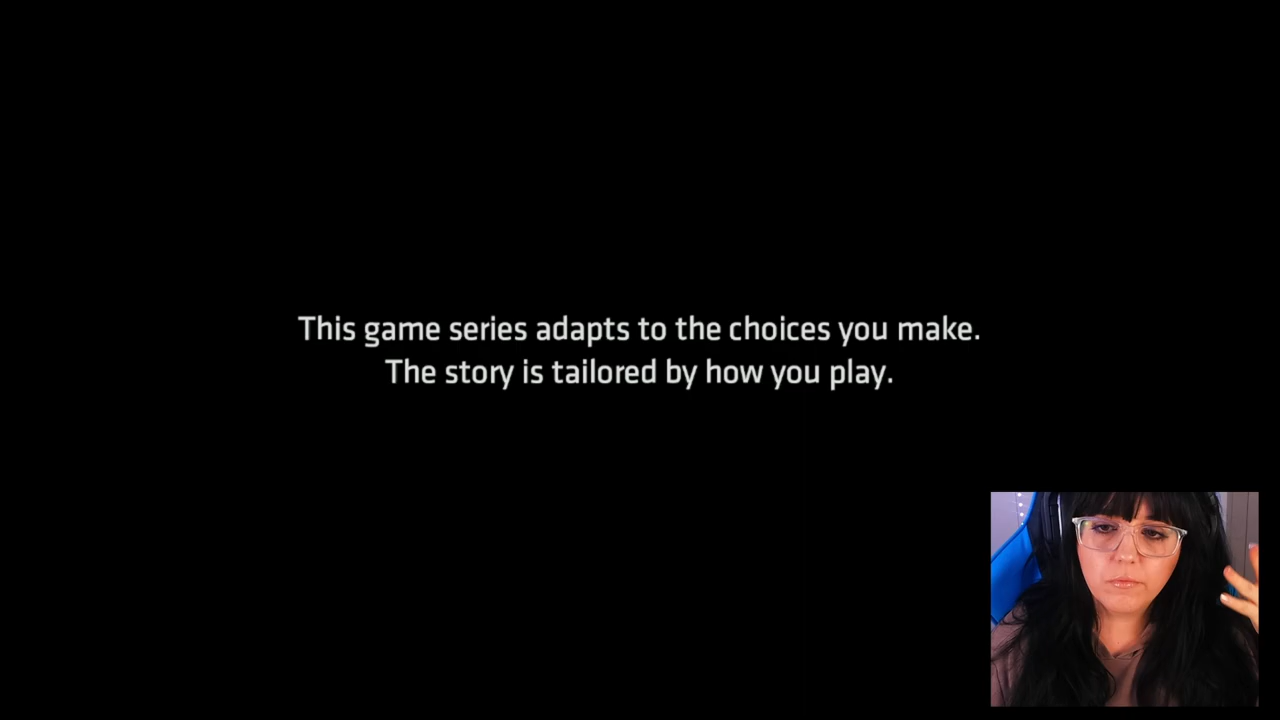 This game series adapts to the choices you make.
The story is tailored by how you play.